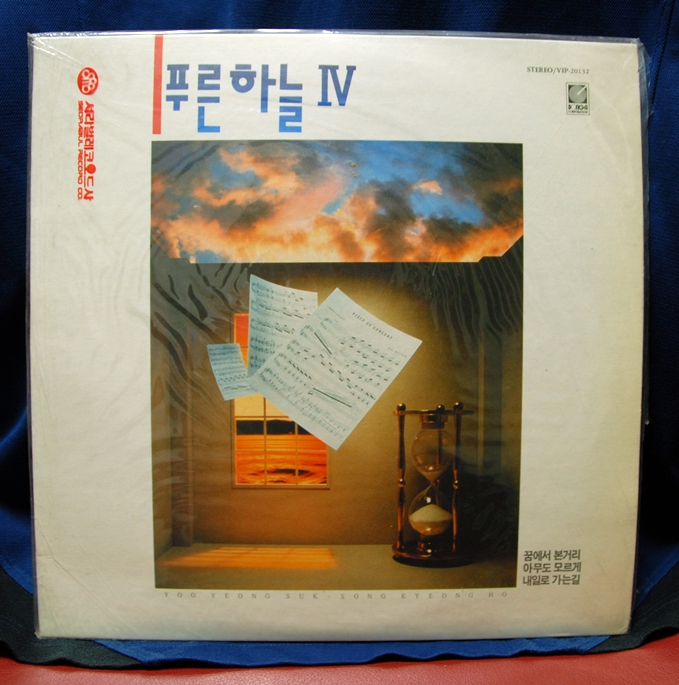 푸른하늘 IV
STEREO/VIP-20132
서라벌레코오드사
SEORABUL RECORD CO.
꿈에서 본거리
아무도 모르게
내일로 가는길
YOO YEONG SUK · SONG KYEONG HO